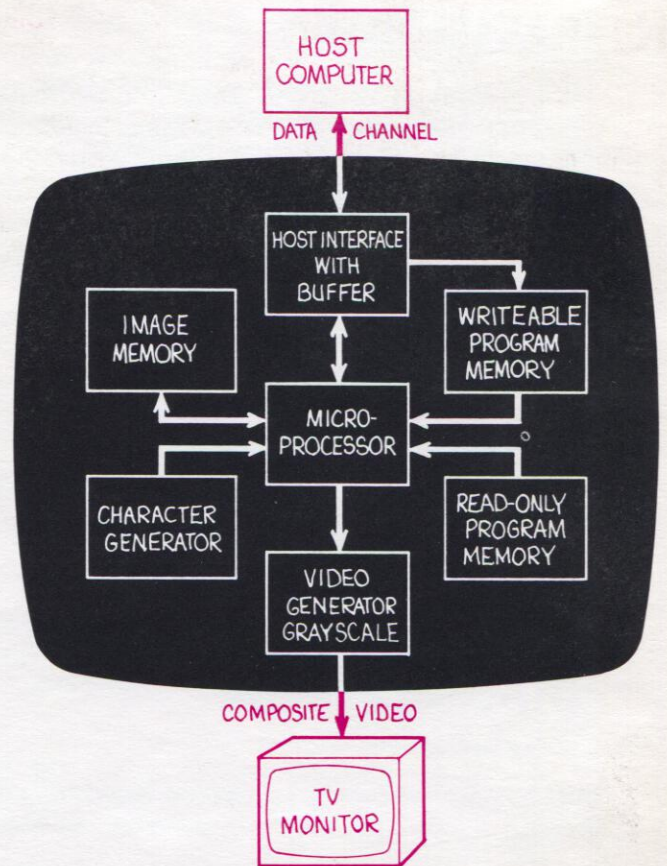 HOST
COMPUTER
DATA CHANNEL
HOST INTERFACE
WITH
BUFFER
IMAGE
MEMORY
WRITEABLE
PROGRAM
MEMORY
MICRO-
PROCESSOR
CHARACTER
GENERATOR
READ-ONLY
PROGRAM
MEMORY
VIDEO
GENERATOR
GRAYSCALE
COMPOSITE VIDEO
TV
MONITOR